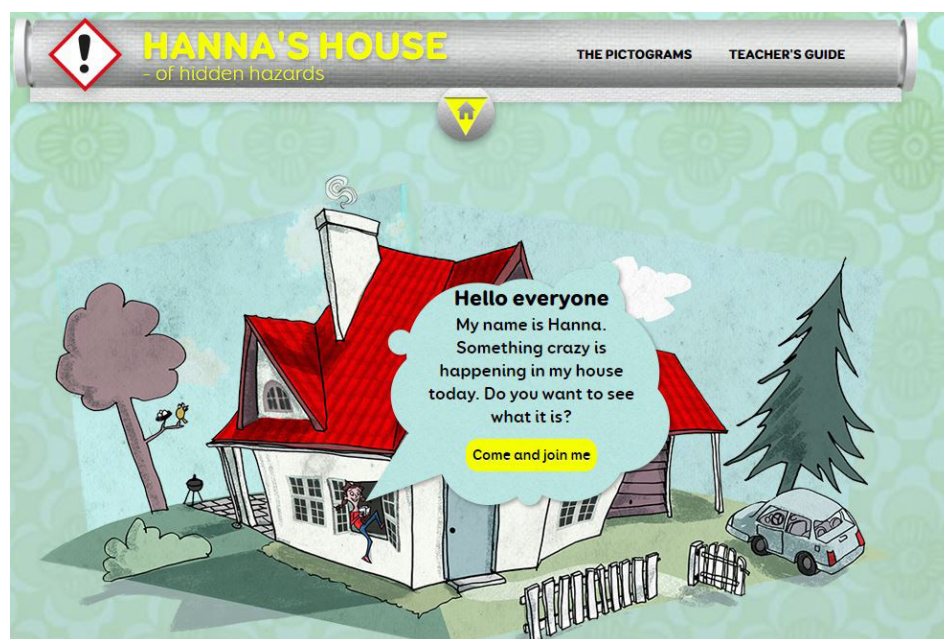 HANNA'S HOUSE
- of hidden hazards
THE PICTOGRAMS
TEACHER'S GUIDE
Hello everyone
My name is Hanna.
Something crazy is
happening in my house
today. Do you want to see
what it is?
Come and join me